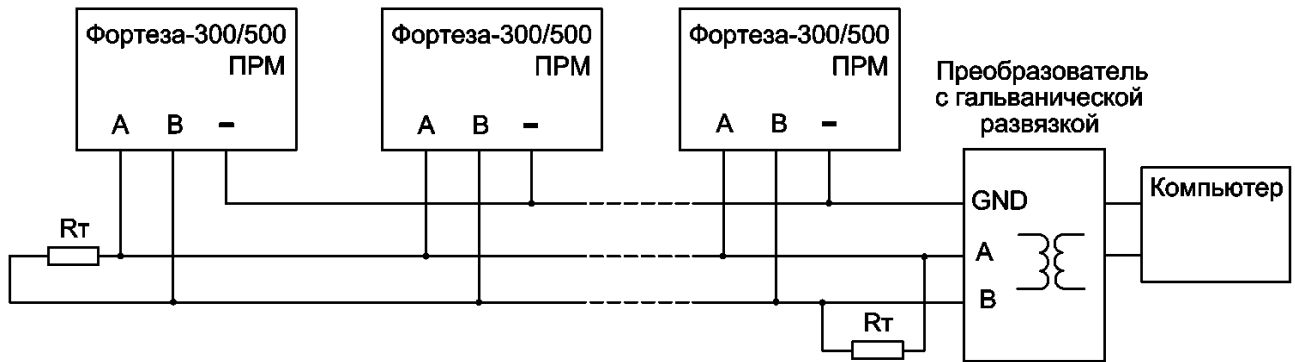 Фортеза-300/500
ПРМ
А В –
Фортеза-300/500
ПРМ
А В –
Фортеза-300/500
ПРМ
А В –
Преобразователь
с гальванической
развязкой
GND
А
В
Компьютер
Rт
Rт